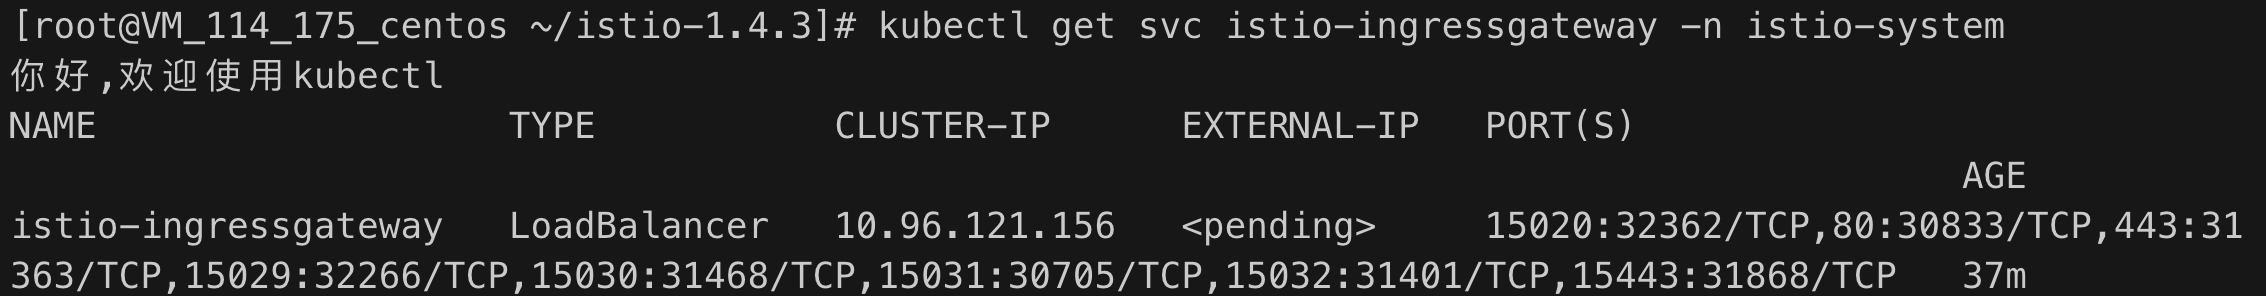 [root@VM_114_175_centos ~/istio-1.4.3]# kubectl get svc istio-ingressgateway -n istio-system
你好,欢迎使用kubectl
NAME                   TYPE           CLUSTER-IP      EXTERNAL-IP   PORT(S)
AGE
istio-ingressgateway   LoadBalancer   10.96.121.156   <pending>     15020:32362/TCP,80:30833/TCP,443:31
363/TCP,15029:32266/TCP,15030:31468/TCP,15031:30705/TCP,15032:31401/TCP,15443:31868/TCP   37m